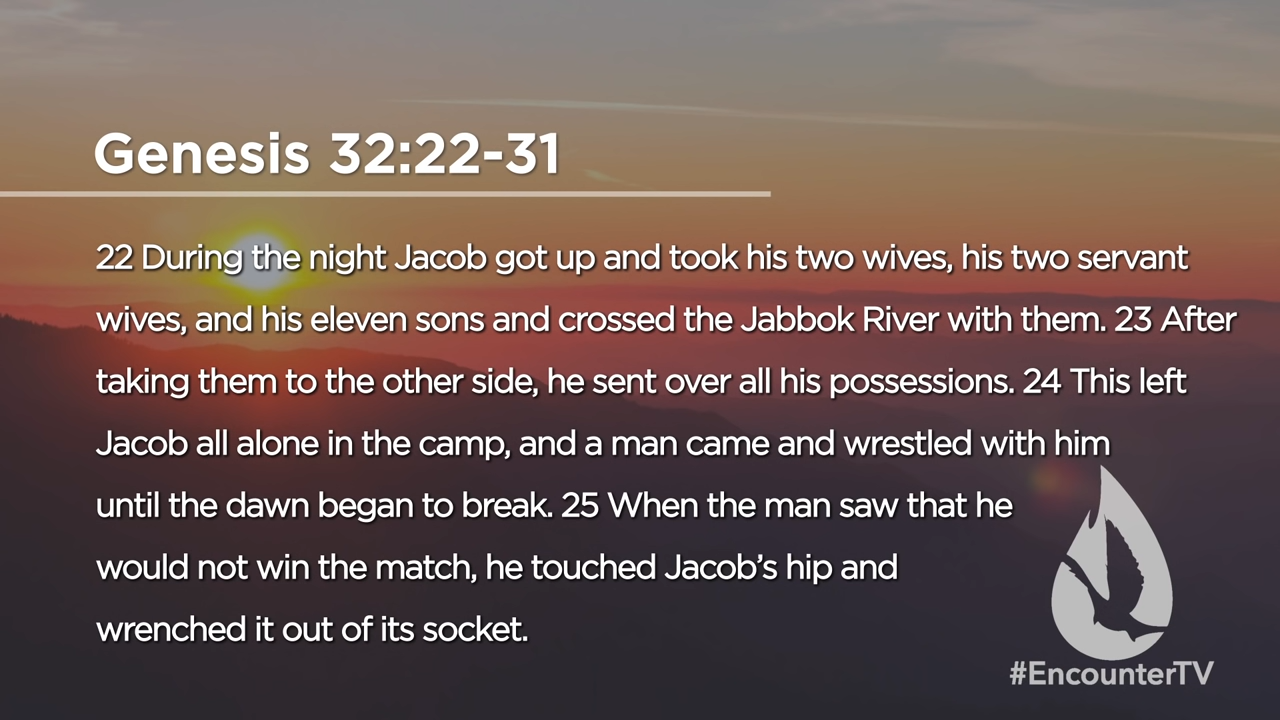 Genesis 32:22-31
22 During the night Jacob got up and took his two wives, his two servant
wives, and his eleven sons and crossed the Jabbok River with them. 23 After
taking them to the other side, he sent over all his possessions. 24 This left
Jacob all alone in the camp, and a man came and wrestled with him
until the dawn began to break. 25 When the man saw that he
would not win the match, he touched Jacob’s hip and
wrenched it out of its socket.
#EncounterTV